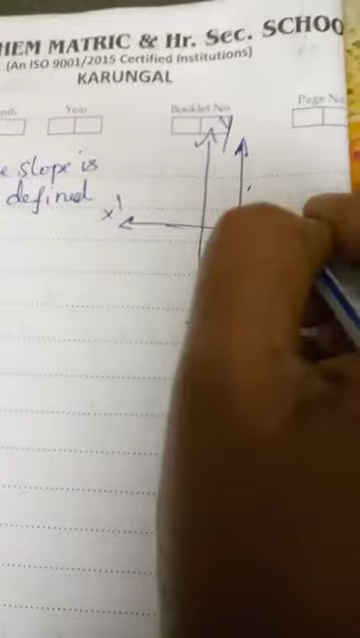 HEM MATRIC & Hr. Sec. SCHOO
(An ISO 9001/2015 Certified Institutions)
KARUNGAL
Year
Booklet No.
Page No
e slope is
defined
y
x'